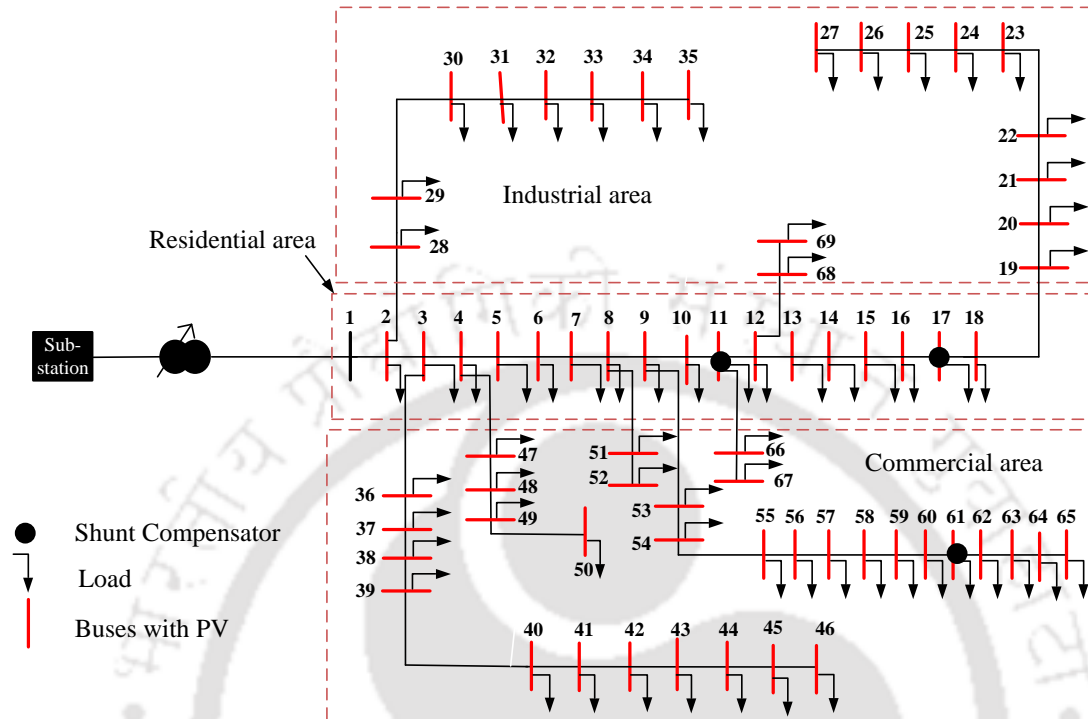 27 26 25 24 23
30 31 32 33 34 35
22
29
21
Industrial area
28
20
Residential area
69
19
68
1 2 3 4 5 6 7 8 9 10 11 12 13 14 15 16 17 18
Sub-
station
47
51
66
Commercial area
36
48
52
67
37
49
53
55 56 57 58 59 60 61 62 63 64 65
Shunt Compensator
38
54
50
Load
39
Buses with PV
40 41 42 43 44 45 46